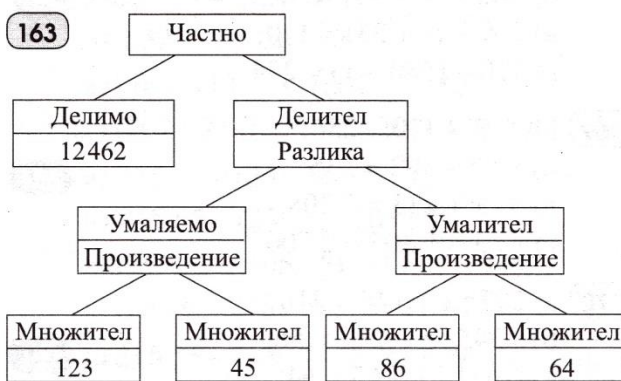 163
Частно
Делимо
12462
Делител
Разлика
Умаляемо
Произведение
Умалител
Произведение
Множител
123
Множител
45
Множител
86
Множител
64